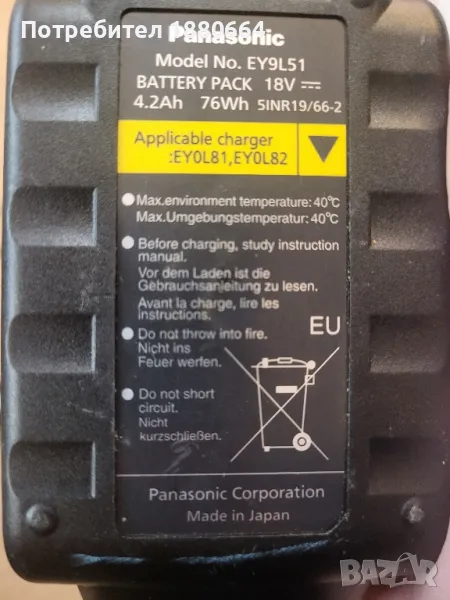 Потребител 1880664
Panasonic
Model No. EY9L51
BATTERY PACK 18V ⎓
4.2Ah 76Wh 5INR19/66-2
Applicable charger
:EY0L81,EY0L82
Max.environment temperature: 40℃
Max.Umgebungstemperatur: 40℃
Before charging, study instruction
manual.
Vor dem Laden ist die
Gebrauchsanleitung zu lesen.
Avant la charge, lire les
instructions.
Do not throw into fire.
Nicht ins
Feuer werfen.
EU
Do not short
circuit.
Nicht
kurzschließen.
Panasonic Corporation
Made in Japan
BAZAR